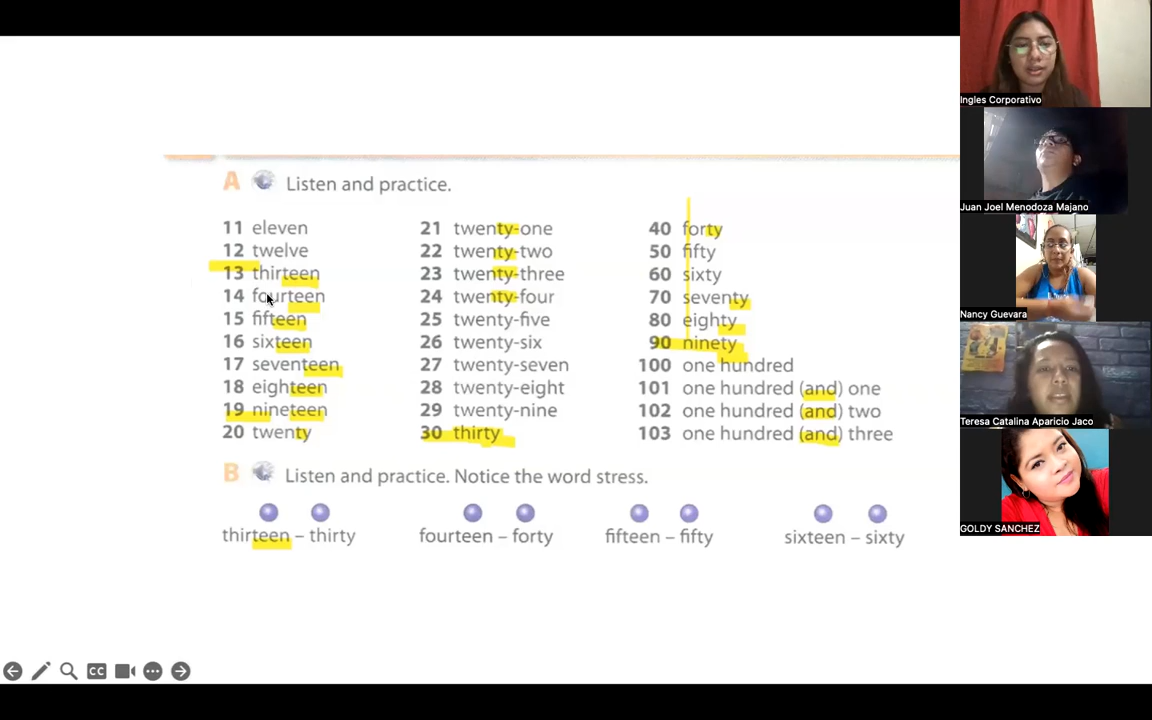 A Listen and practice.
11 eleven
12 twelve
13 thirteen
14 fourteen
15 fifteen
16 sixteen
17 seventeen
18 eighteen
19 nineteen
20 twenty
21 twenty-one
22 twenty-two
23 twenty-three
24 twenty-four
25 twenty-five
26 twenty-six
27 twenty-seven
28 twenty-eight
29 twenty-nine
30 thirty
40 forty
50 fifty
60 sixty
70 seventy
80 eighty
90 ninety
100 one hundred
101 one hundred (and) one
102 one hundred (and) two
103 one hundred (and) three
B Listen and practice. Notice the word stress.
thirteen – thirty
fourteen – forty
fifteen – fifty
sixteen – sixty
CC
Ingles Corporativo
Juan Joel Menodoza Majano
Nancy Guevara
Teresa Catalina Aparicio Jaco
GOLDY SANCHEZ